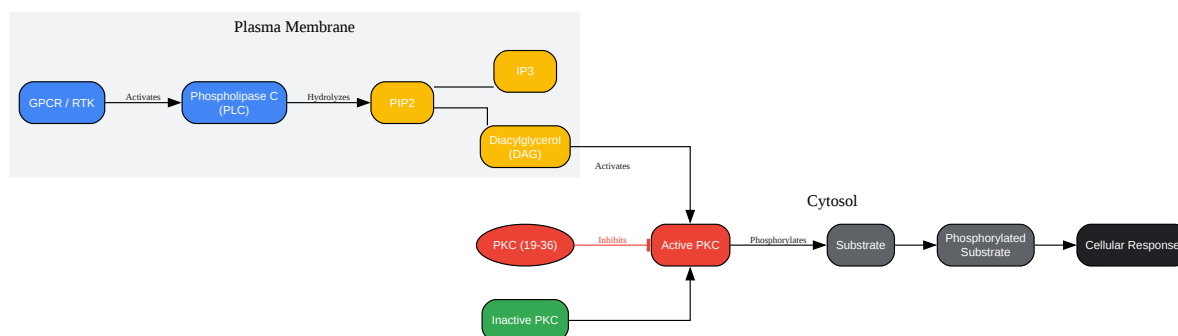 Plasma Membrane
IP3
GPCR / RTK
Activates
Phospholipase C
(PLC)
Hydrolyzes
PIP2
Diacylglycerol
(DAG)
Activates
Cytosol
PKC (19-36)
Inhibits
Active PKC
Phosphorylates
Substrate
Phosphorylated
Substrate
Cellular Response
Inactive PKC